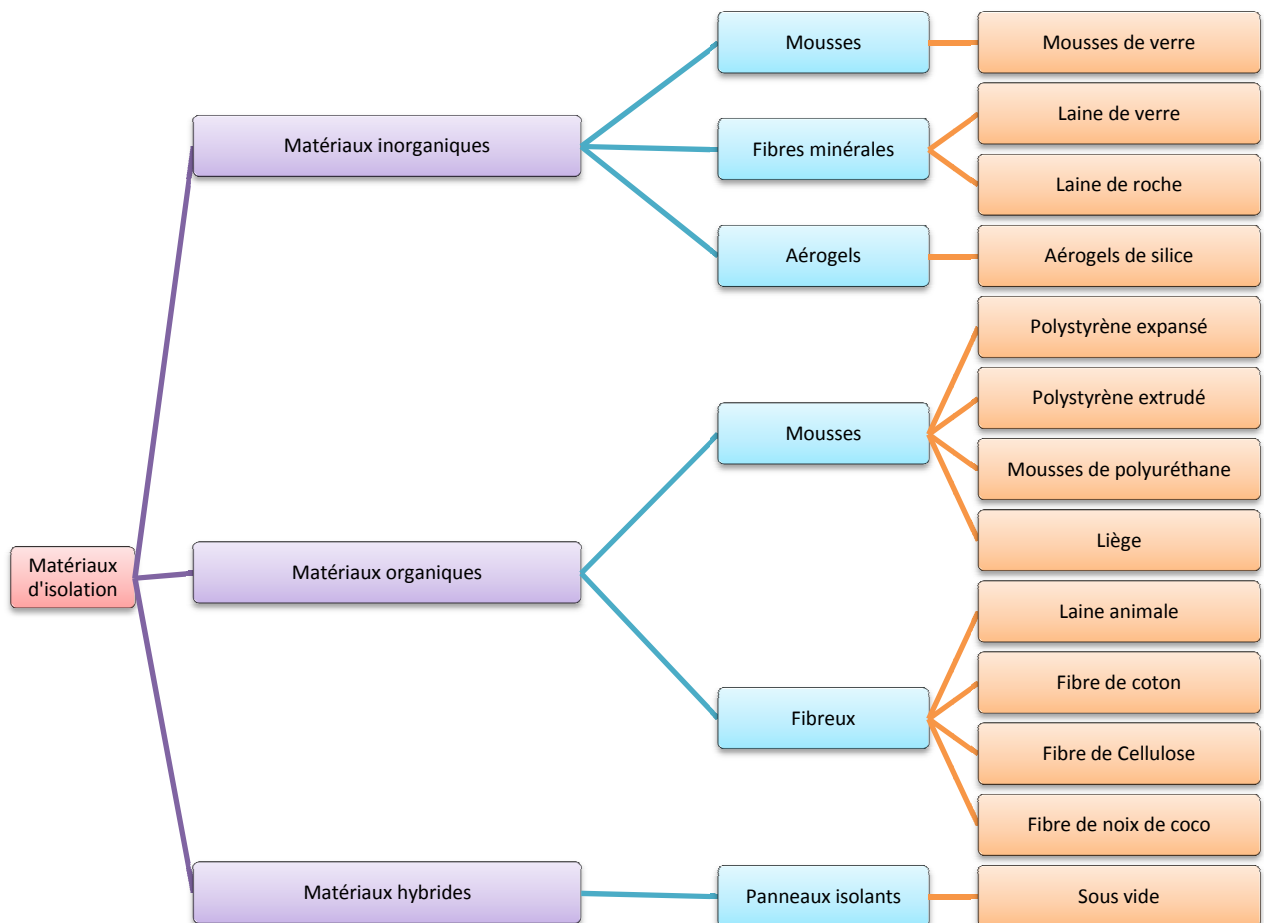 Mousses
Mousses de verre
Matériaux inorganiques
Fibres minérales
Laine de verre
Laine de roche
Aérogels
Aérogels de silice
Matériaux
d'isolation
Matériaux organiques
Mousses
Polystyrène expansé
Polystyrène extrudé
Mousses de polyuréthane
Liège
Fibreux
Laine animale
Fibre de coton
Fibre de Cellulose
Fibre de noix de coco
Matériaux hybrides
Panneaux isolants
Sous vide